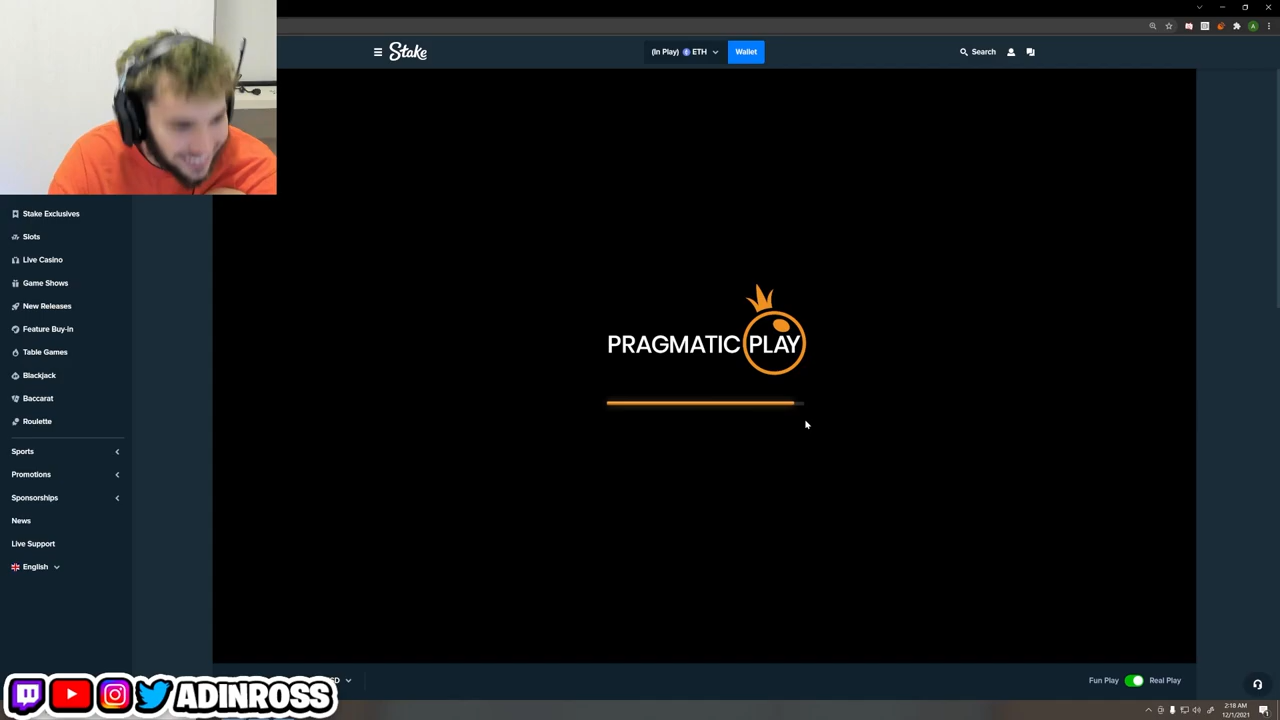 Stake
(In Play) ETH
Wallet
Search
A
Stake Exclusives
Slots
Live Casino
Game Shows
New Releases
Feature Buy-in
Table Games
Blackjack
Baccarat
Roulette
Sports
Promotions
Sponsorships
News
Live Support
English
PRAGMATIC PLAY
Fun Play
Real Play
ADINROSS
2:18 AM
12/1/2021